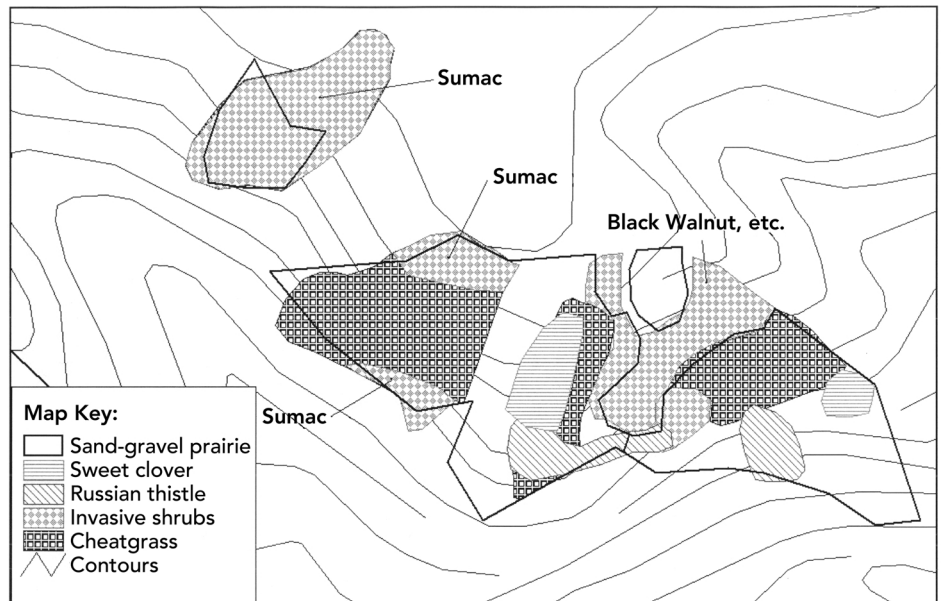 Sumac
Sumac
Black Walnut, etc.
Sumac
Map Key:
Sand-gravel prairie
Sweet clover
Russian thistle
Invasive shrubs
Cheatgrass
Contours